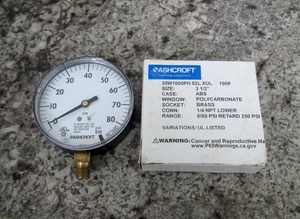 0
10
20
30
40
50
60
70
80
ASHCROFT
ASHCROFT
35W1005PH 02L XUL 100#
SIZE: 3 1/2"
CASE: ABS
WINDOW: POLYCARBONATE
SOCKET: BRASS
CONN: 1/4 NPT LOWER
RANGE: 0/80 PSI RETARD 250 PSI
VARIATIONS: UL LISTED
WARNING: Cancer and Reproductive Ha
www.P65Warnings.ca.gov